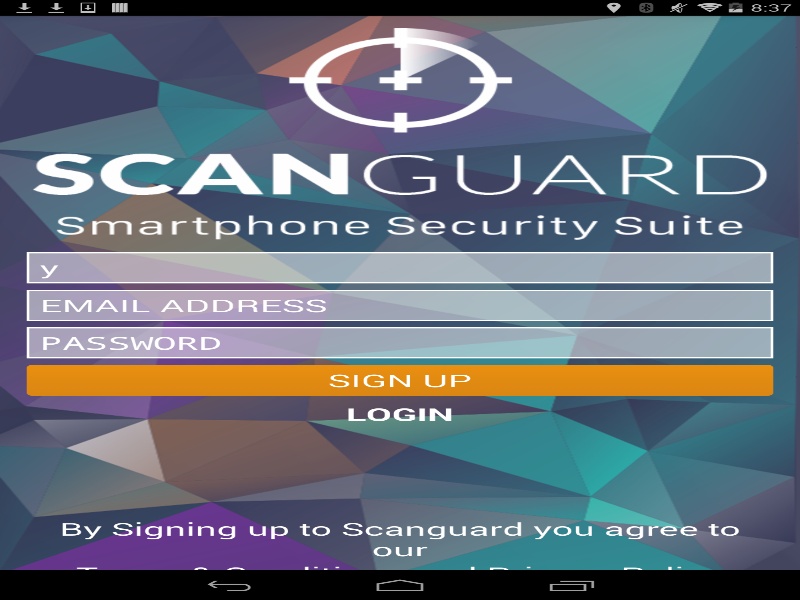 8:37
SCANGUARD
Smartphone Security Suite
y
EMAIL ADDRESS
PASSWORD
SIGN UP
LOGIN
By Signing up to Scanguard you agree to
our